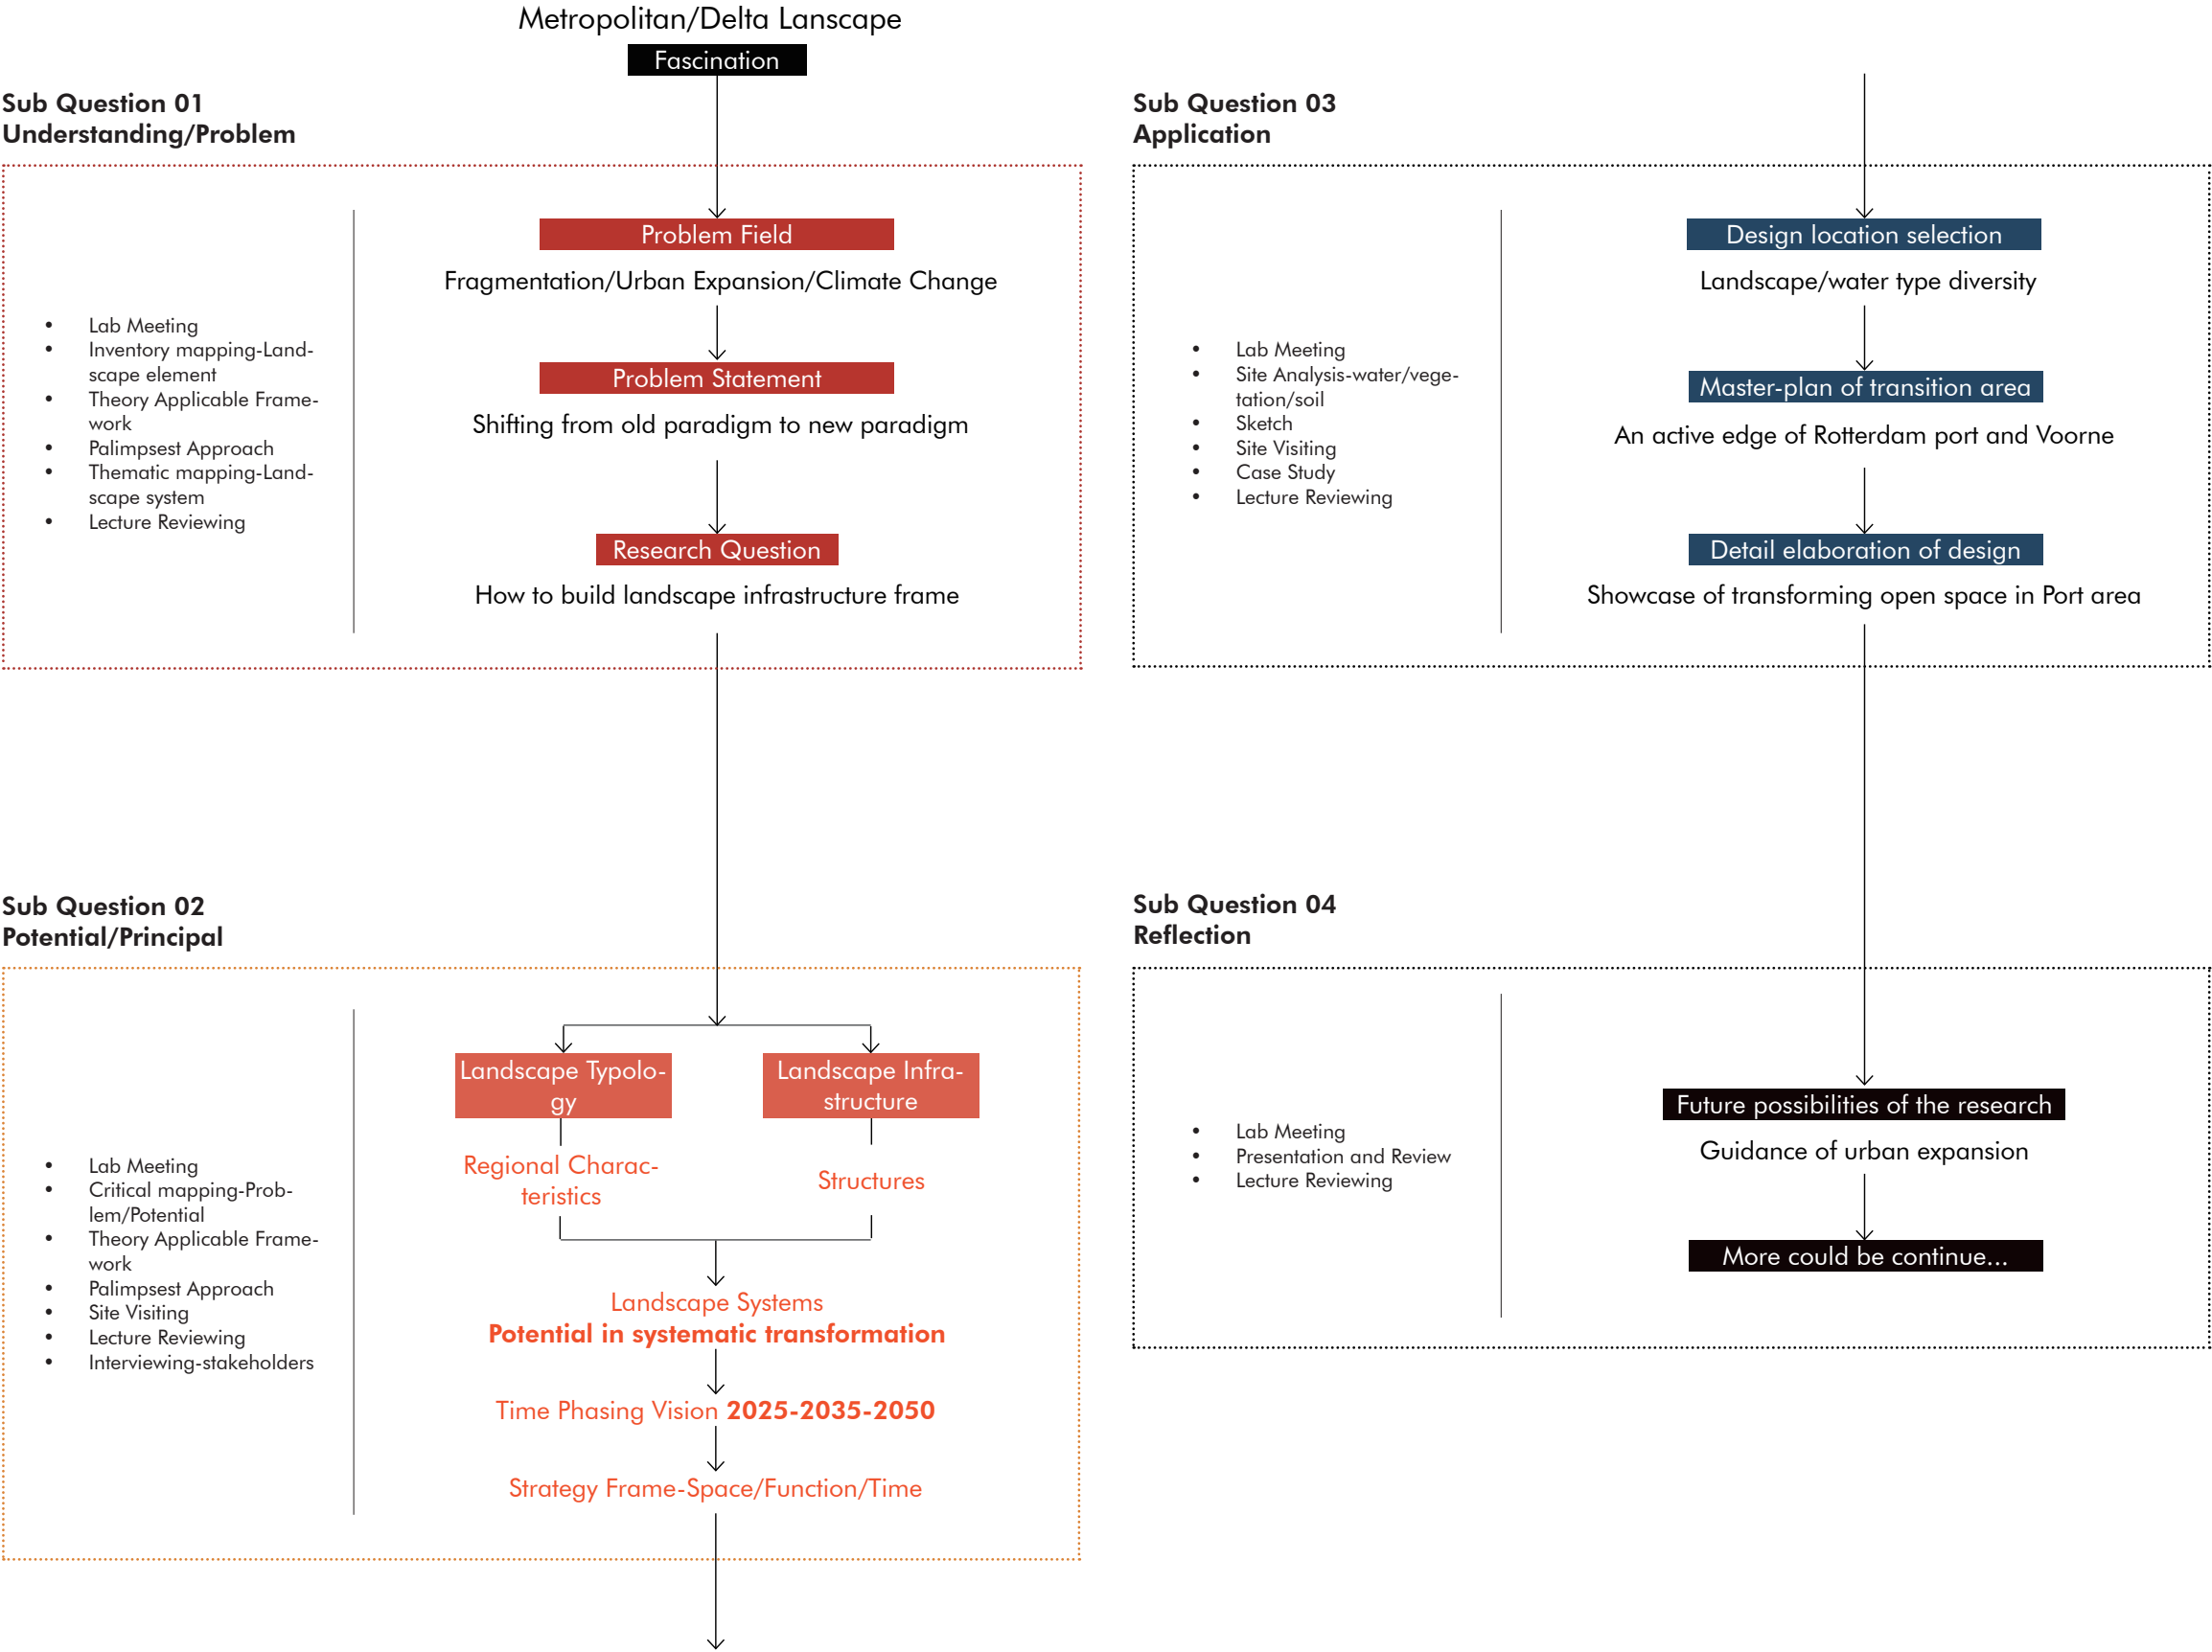 Metropolitan/Delta Lanscape
Fascination
Sub Question 01
Understanding/Problem
• Lab Meeting
• Inventory mapping-Land-
scape element
• Theory Applicable Frame-
work
• Palimpsest Approach
• Thematic mapping-Land-
scape system
• Lecture Reviewing
Problem Field
Fragmentation/Urban Expansion/Climate Change
Problem Statement
Shifting from old paradigm to new paradigm
Research Question
How to build landscape infrastructure frame
Sub Question 02
Potential/Principal
• Lab Meeting
• Critical mapping-Prob-
lem/Potential
• Theory Applicable Frame-
work
• Palimpsest Approach
• Site Visiting
• Lecture Reviewing
• Interviewing-stakeholders
Landscape Typolo-
gy
Landscape Infra-
structure
Regional Charac-
teristics
Structures
Landscape Systems
Potential in systematic transformation
Time Phasing Vision 2025-2035-2050
Strategy Frame-Space/Function/Time
Sub Question 03
Application
• Lab Meeting
• Site Analysis-water/vege-
tation/soil
• Sketch
• Site Visiting
• Case Study
• Lecture Reviewing
Design location selection
Landscape/water type diversity
Master-plan of transition area
An active edge of Rotterdam port and Voorne
Detail elaboration of design
Showcase of transforming open space in Port area
Sub Question 04
Reflection
• Lab Meeting
• Presentation and Review
• Lecture Reviewing
Future possibilities of the research
Guidance of urban expansion
More could be continue...